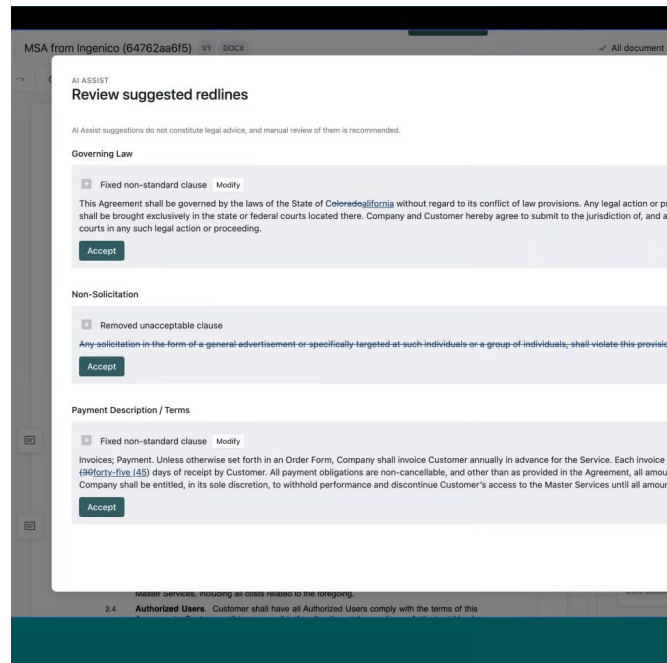 MSA from Ingenico (64762aa6f5) V1 DOCX
✓ All document
AI ASSIST
Review suggested redlines
AI Assist suggestions do not constitute legal advice, and manual review of them is recommended.
Governing Law
Fixed non-standard clause Modify
This Agreement shall be governed by the laws of the State of Coloradoalifornia without regard to its conflict of law provisions. Any legal action or pr
shall be brought exclusively in the state or federal courts located there. Company and Customer hereby agree to submit to the jurisdiction of, and a
courts in any such legal action or proceeding.
Accept
Non-Solicitation
Removed unacceptable clause
Any solicitation in the form of a general advertisement or specifically targeted at such individuals or a group of individuals, shall violate this provisio
Accept
Payment Description / Terms
Fixed non-standard clause Modify
Invoices; Payment. Unless otherwise set forth in an Order Form, Company shall invoice Customer annually in advance for the Service. Each invoice
(30forty-five (45) days of receipt by Customer. All payment obligations are non-cancellable, and other than as provided in the Agreement, all amou
Company shall be entitled, in its sole discretion, to withhold performance and discontinue Customer's access to the Master Services until all amour
Accept
Master Services, including all costs related to the foregoing.
2.4 Authorized Users. Customer shall have all Authorized Users comply with the terms of this